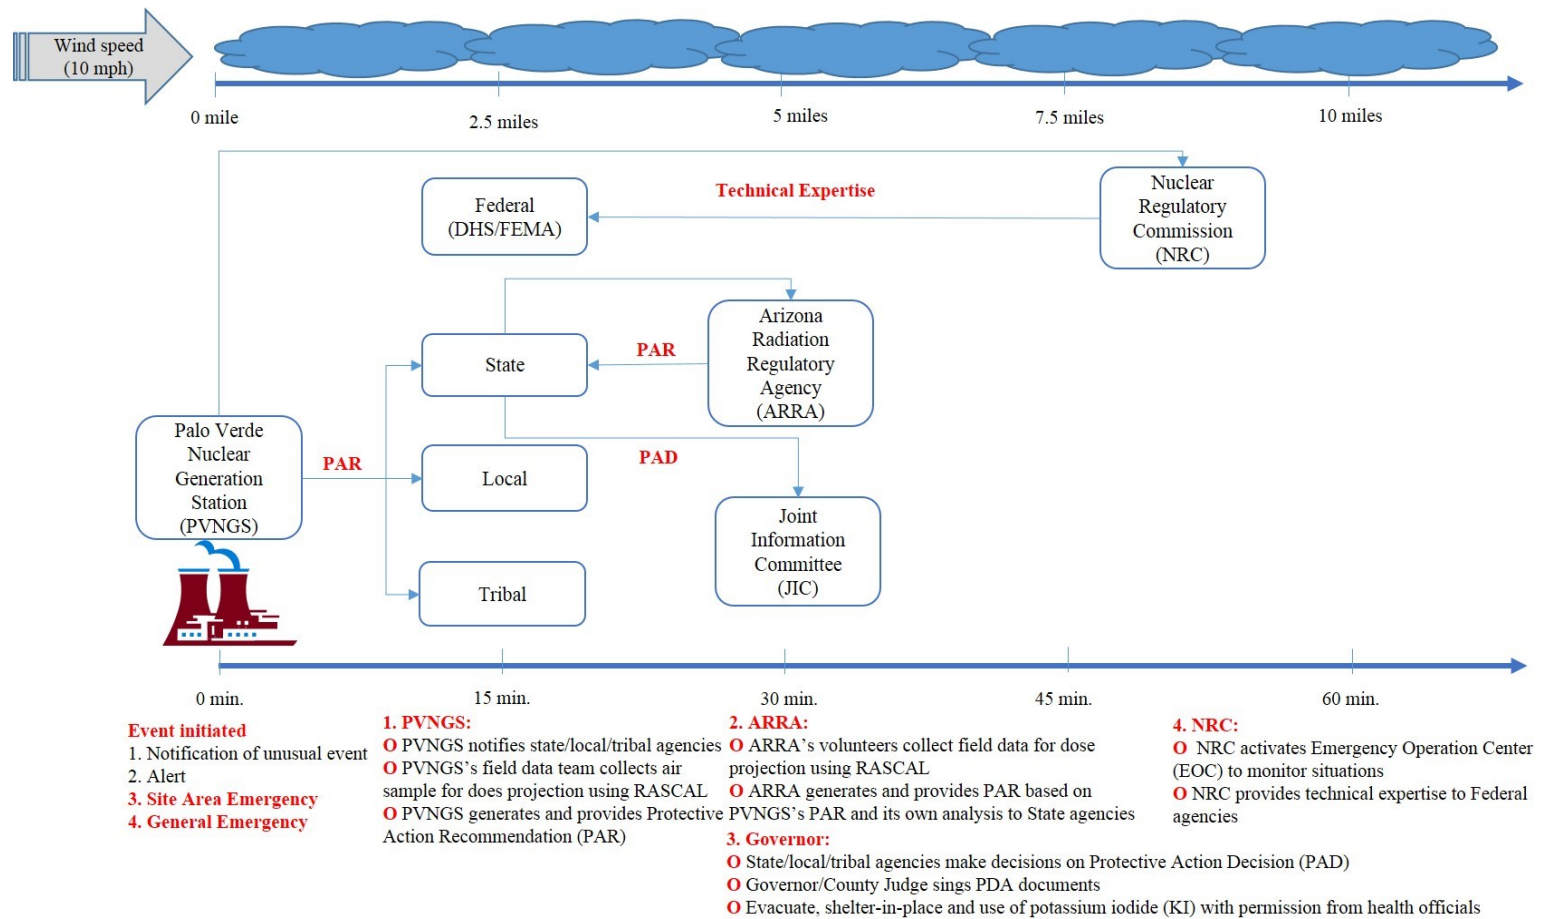 Wind speed
(10 mph)
0 mile
2.5 miles
5 miles
7.5 miles
10 miles
Nuclear
Regulatory
Commission
(NRC)
Technical Expertise
Federal
(DHS/FEMA)
Arizona
Radiation
Regulatory
Agency
(ARRA)
PAR
State
Palo Verde
Nuclear
Generation
Station
(PVNGS)
PAR
Local
PAD
Joint
Information
Committee
(JIC)
Tribal
0 min.
15 min.
30 min.
45 min.
60 min.
Event initiated
1. Notification of unusual event
2. Alert
3. Site Area Emergency
4. General Emergency
1. PVNGS:
O PVNGS notifies state/local/tribal agencies
O PVNGS's field data team collects air
sample for does projection using RASCAL
O PVNGS generates and provides Protective
Action Recommendation (PAR)
2. ARRA:
O ARRA's volunteers collect field data for dose
projection using RASCAL
O ARRA generates and provides PAR based on
PVNGS's PAR and its own analysis to State agencies
3. Governor:
O State/local/tribal agencies make decisions on Protective Action Decision (PAD)
O Governor/County Judge sings PDA documents
O Evacuate, shelter-in-place and use of potassium iodide (KI) with permission from health officials
4. NRC:
O NRC activates Emergency Operation Center
(EOC) to monitor situations
O NRC provides technical expertise to Federal
agencies